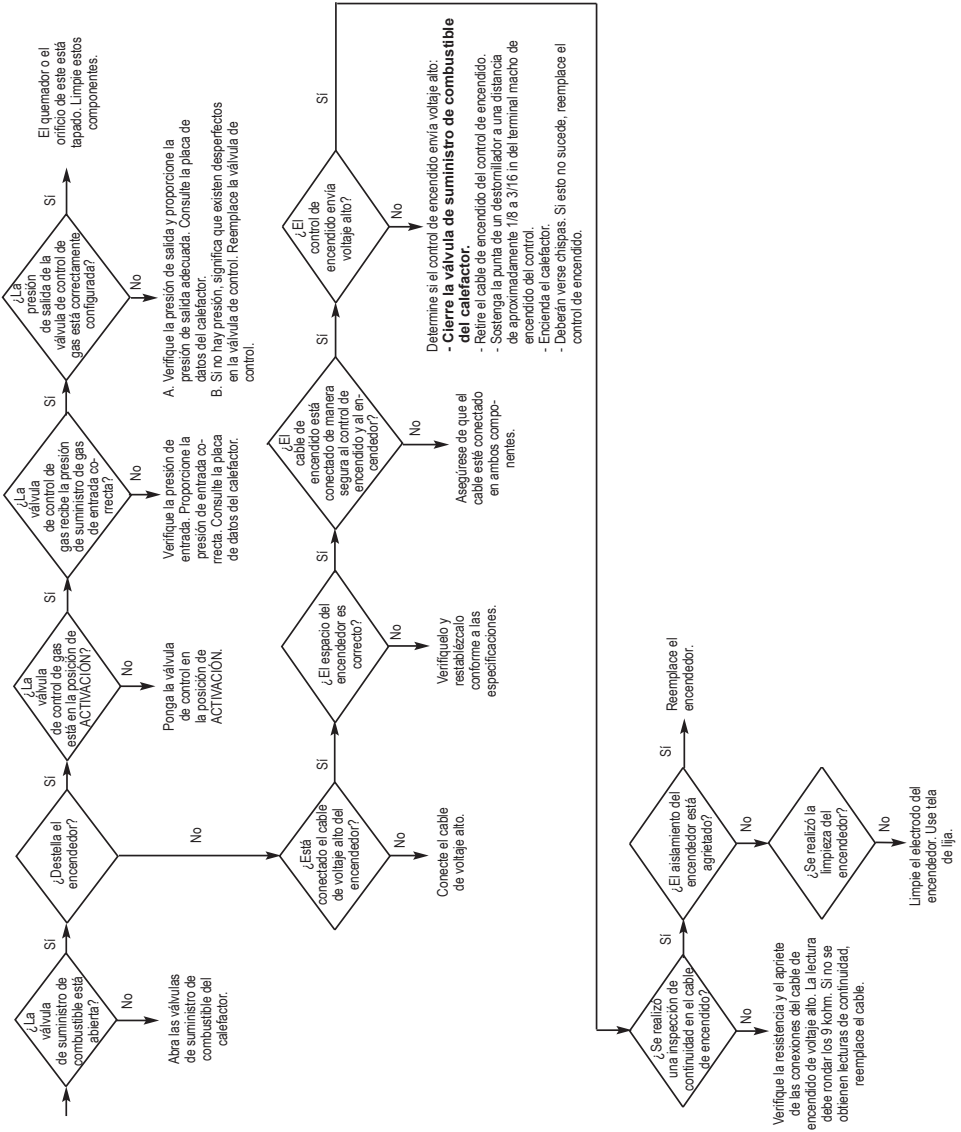 ¿La
válvula
de suministro de
combustible está
abierta?
Sí
No
Abra las válvulas
de suministro de
combustible del
calefactor.
¿Destella el
encendedor?
Sí
No
¿La
válvula
de control de gas
está en la posición de
ACTIVACIÓN?
Sí
No
Ponga la válvula
de control en
la posición de
ACTIVACIÓN.
¿La
válvula
de control de
gas recibe la presión
de suministro de gas
de entrada co-
rrecta?
Sí
No
Verifique la presión de
entrada. Proporcione la
presión de entrada co-
rrecta. Consulte la placa
de datos del calefactor.
¿La
presión
de salida de la
válvula de control de
gas está correctamente
configurada?
Sí
No
A. Verifique la presión de salida y proporcione la
presión de salida adecuada. Consulte la placa de
datos del calefactor.
B. Si no hay presión, significa que existen desperfectos
en la válvula de control. Reemplace la válvula de
control.
El quemador o el
orificio de este está
tapado. Limpie estos
componentes.
¿Está
conectado el cable
de voltaje alto del
encendedor?
Sí
No
Conecte el cable
de voltaje alto.
¿El espacio del
encendedor es
correcto?
Sí
No
Verifíquelo y
restablézcalo
conforme a las
especificaciones.
¿El
cable de
encendido está
conectado de manera
segura al control de
encendido y al en-
cendedor?
Sí
No
Asegúrese de que el
cable esté conectado
en ambos compo-
nentes.
¿El
control de
encendido envía
voltaje alto?
Sí
No
Determine si el control de encendido envía voltaje alto:
- Cierre la válvula de suministro de combustible
del calefactor.
- Retire el cable de encendido del control de encendido.
- Sostenga la punta de un destornillador a una distancia
de aproximadamente 1/8 a 3/16 in del terminal macho de
encendido del control.
- Encienda el calefactor.
- Deberán verse chispas. Si esto no sucede, reemplace el
control de encendido.
¿Se realizó
una inspección de
continuidad en el cable
de encendido?
Sí
No
Verifique la resistencia y el apriete
de las conexiones del cable de
encendido de voltaje alto. La lectura
debe rondar los 9 kohm. Si no se
obtienen lecturas de continuidad,
reemplace el cable.
¿El aislamiento del
encendedor está
agrietado?
Sí
No
Reemplace el
encendedor.
¿Se realizó la
limpieza del
encendedor?
No
Limpie el electrodo del
encendedor. Use tela
de lija.